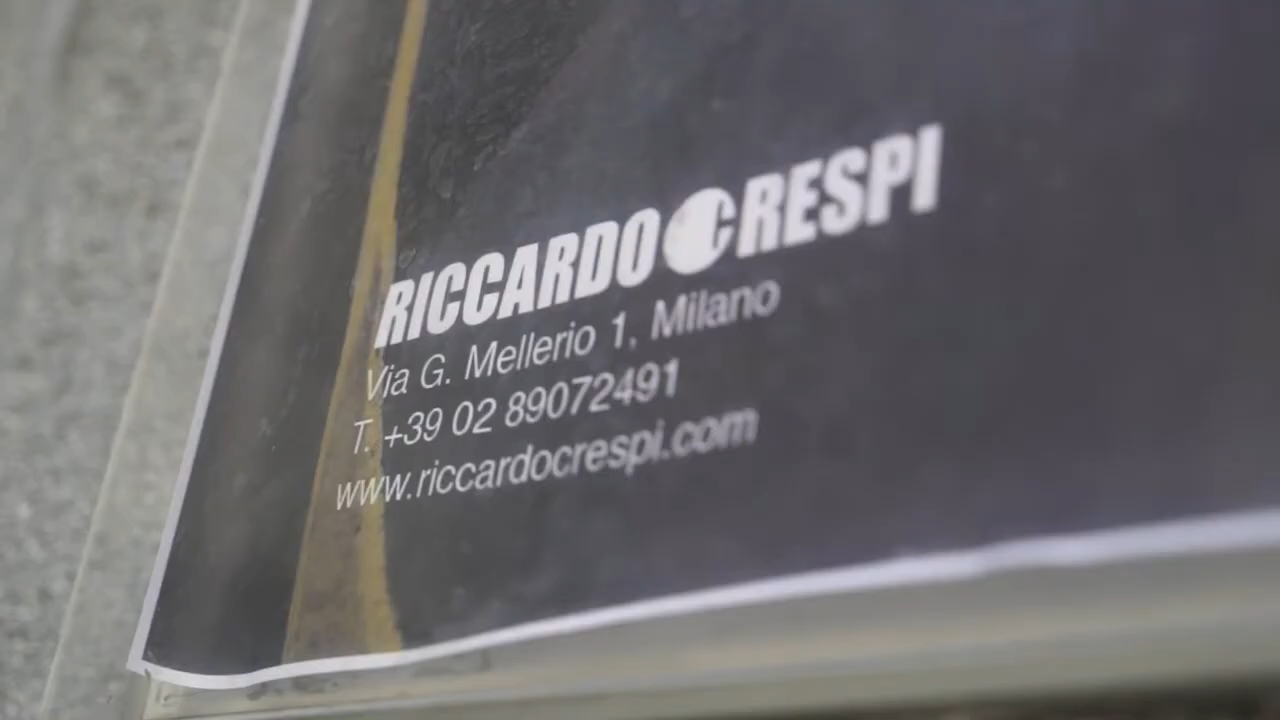 RICCARDO CRESPI
Via G. Mellerio 1, Milano
T. +39 02 89072491
www.riccardocrespi.com